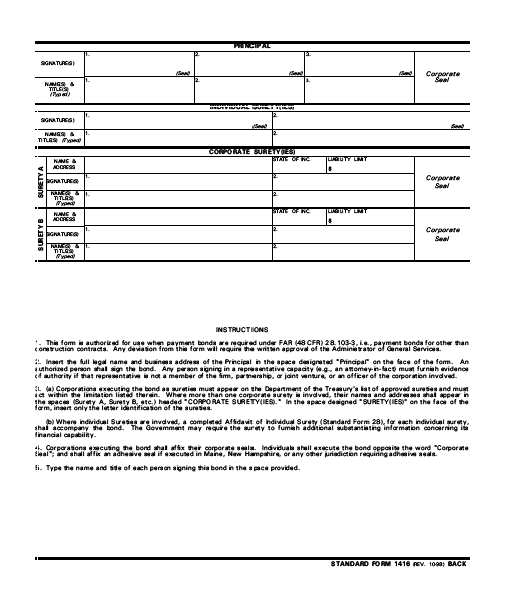 PRINCIPAL
SIGNATURE(S)
1.
2.
3.
(Seal)
(Seal)
(Seal)
Corporate
Seal
NAME(S) &
TITLE(S)
(Typed)
1.
2.
3.
INDIVIDUAL SURETY(IES)
SIGNATURE(S)
1.
2.
(Seal)
(Seal)
NAME(S) &
TITLE(S) (Typed)
1.
2.
CORPORATE SURETY(IES)
SURETY A
NAME &
ADDRESS
STATE OF INC.
LIABILITY LIMIT
$
SIGNATURE(S)
1.
2.
Corporate
Seal
NAME(S) &
TITLE(S)
(Typed)
1.
2.
SURETY B
NAME &
ADDRESS
STATE OF INC.
LIABILITY LIMIT
$
SIGNATURE(S)
1.
2.
Corporate
Seal
NAME(S) &
TITLE(S)
(Typed)
1.
2.
INSTRUCTIONS
1. This form is authorized for use when payment bonds are required under FAR (48 CFR) 28.103-3, i.e., payment bonds for other than
construction contracts. Any deviation from this form will require the written approval of the Administrator of General Services.
2. Insert the full legal name and business address of the Principal in the space designated "Principal" on the face of the form. An
authorized person shall sign the bond. Any person signing in a representative capacity (e.g., an attorney-in-fact) must furnish evidence
of authority if that representative is not a member of the firm, partnership, or joint venture, or an officer of the corporation involved.
3. (a) Corporations executing the bond as sureties must appear on the Department of the Treasury's list of approved sureties and must
act within the limitation listed therein. Where more than one corporate surety is involved, their names and addresses shall appear in
the spaces (Surety A, Surety B, etc.) headed "CORPORATE SURETY(IES)." In the space designated "SURETY(IES)" on the face of the
form, insert only the letter identification of the sureties.
(b) Where individual Sureties are involved, a completed Affidavit of Individual Surety (Standard Form 28), for each individual surety,
shall accompany the bond. The Government may require the surety to furnish additional substantiating information concerning its
financial capability.
4. Corporations executing the bond shall affix their corporate seals. Individuals shall execute the bond opposite the word "Corporate
Seal"; and shall affix an adhesive seal if executed in Maine, New Hampshire, or any other jurisdiction requiring adhesive seals.
5. Type the name and title of each person signing this bond in the space provided.
STANDARD FORM 1416 (REV. 10-98) BACK